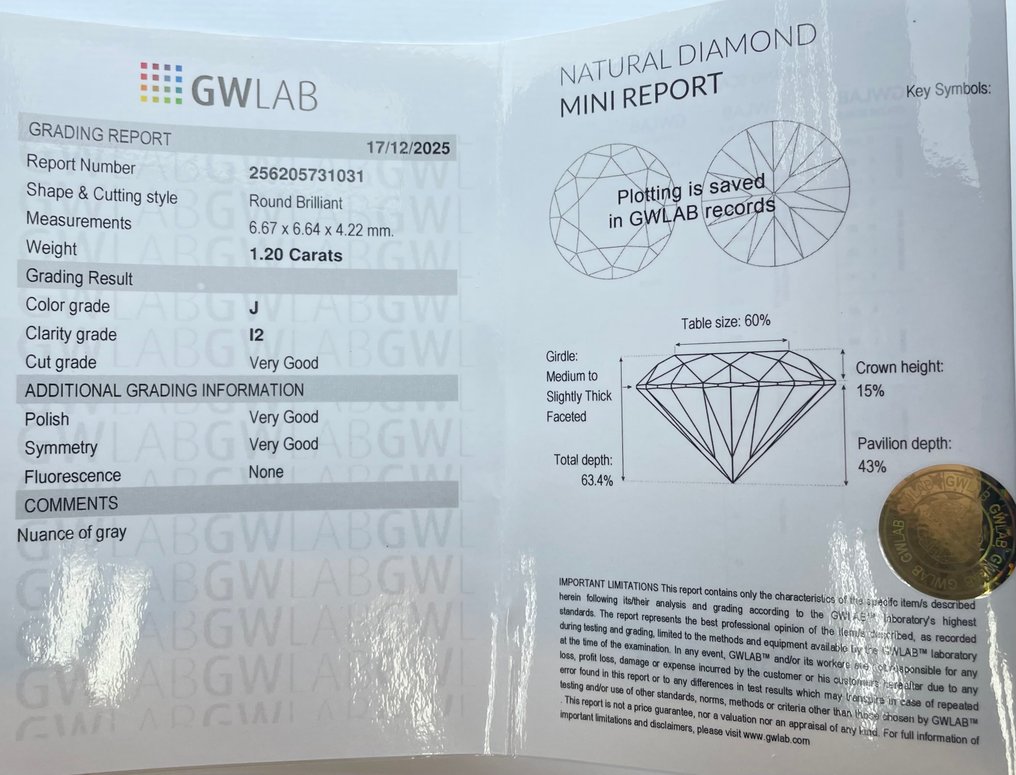 GWLAB
GRADING REPORT
17/12/2025
Report Number 256205731031
Shape & Cutting style Round Brilliant
Measurements 6.67 x 6.64 x 4.22 mm.
Weight 1.20 Carats
Grading Result
Color grade J
Clarity grade I2
Cut grade Very Good
ADDITIONAL GRADING INFORMATION
Polish Very Good
Symmetry Very Good
Fluorescence None
COMMENTS
Nuance of gray
NATURAL DIAMOND
MINI REPORT
Key Symbols:
Plotting is saved
in GWLAB records
Table size: 60%
Girdle:
Medium to
Slightly Thick
Faceted
Crown height:
15%
Total depth:
63.4%
Pavilion depth:
43%
GWLAB GWLAB GWLAB GWLAB
IMPORTANT LIMITATIONS This report contains only the characteristics of the specific item/s described
herein following its/their analysis and grading according to the GWLAB™ laboratory's highest
standards. The report represents the best professional opinion of the item/s described, as recorded
during testing and grading, limited to the methods and equipment available by the GWLAB™ laboratory
at the time of the examination. In any event, GWLAB™ and/or its workers are not responsible for any
loss, profit loss, damage or expense incurred by the customer or his customers hereafter due to any
error found in this report or to any differences in test results which may transpire in case of repeated
testing and/or use of other standards, norms, methods or criteria other than those chosen by GWLAB™
. This report is not a price guarantee, nor a valuation nor an appraisal of any kind. For full information of
important limitations and disclaimers, please visit www.gwlab.com